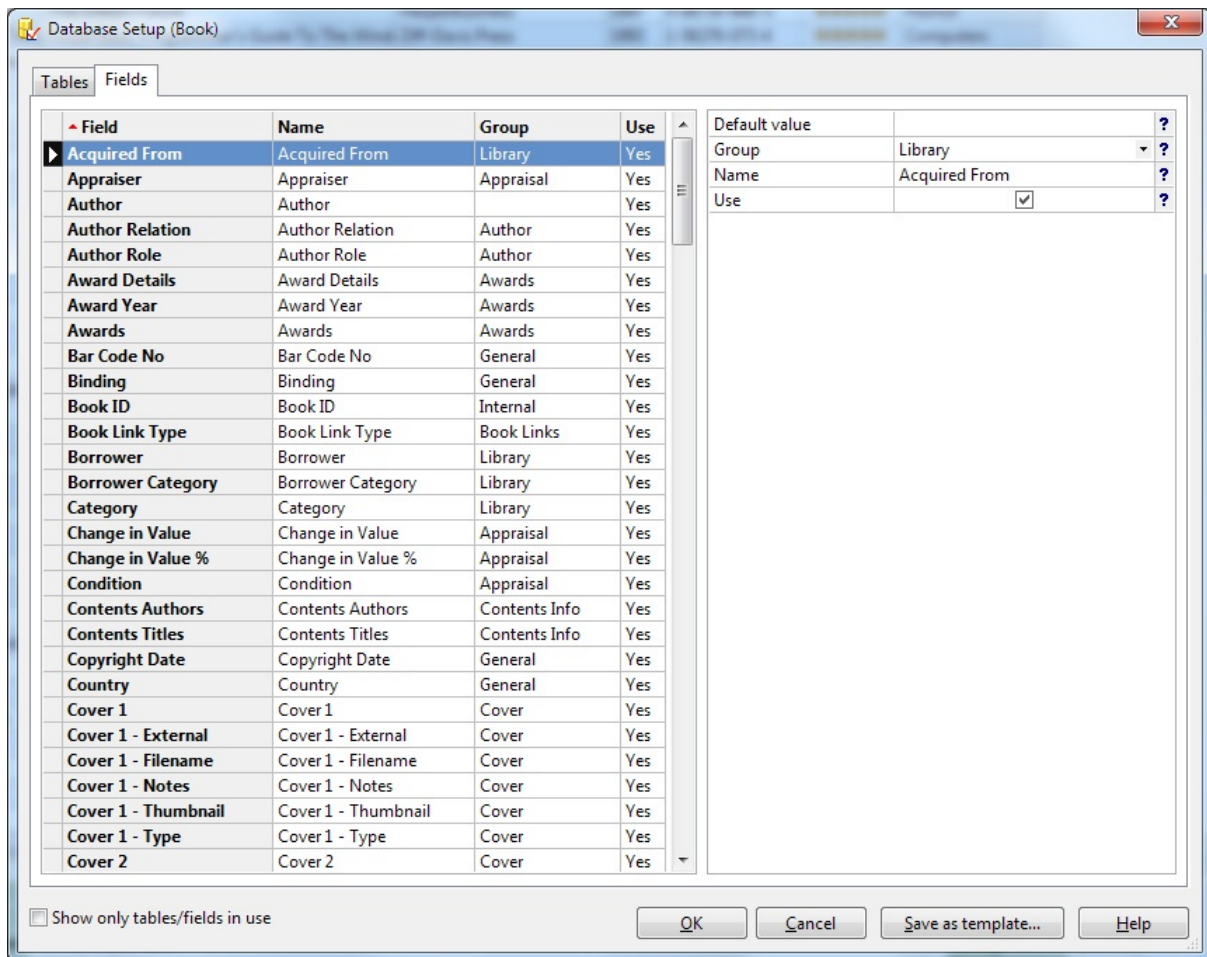 Database Setup (Book)
Tables Fields
Field Name Group Use
Acquired From Acquired From Library Yes
Appraiser Appraiser Appraisal Yes
Author Author Yes
Author Relation Author Relation Author Yes
Author Role Author Role Author Yes
Award Details Award Details Awards Yes
Award Year Award Year Awards Yes
Awards Awards Awards Yes
Bar Code No Bar Code No General Yes
Binding Binding General Yes
Book ID Book ID Internal Yes
Book Link Type Book Link Type Book Links Yes
Borrower Borrower Library Yes
Borrower Category Borrower Category Library Yes
Category Category Library Yes
Change in Value Change in Value Appraisal Yes
Change in Value % Change in Value % Appraisal Yes
Condition Condition Appraisal Yes
Contents Authors Contents Authors Contents Info Yes
Contents Titles Contents Titles Contents Info Yes
Copyright Date Copyright Date General Yes
Country Country General Yes
Cover 1 Cover 1 Cover Yes
Cover 1 - External Cover 1 - External Cover Yes
Cover 1 - Filename Cover 1 - Filename Cover Yes
Cover 1 - Notes Cover 1 - Notes Cover Yes
Cover 1 - Thumbnail Cover 1 - Thumbnail Cover Yes
Cover 1 - Type Cover 1 - Type Cover Yes
Cover 2 Cover 2 Cover Yes
Default value ?
Group Library ?
Name Acquired From ?
Use ?
Show only tables/fields in use
OK Cancel Save as template... Help